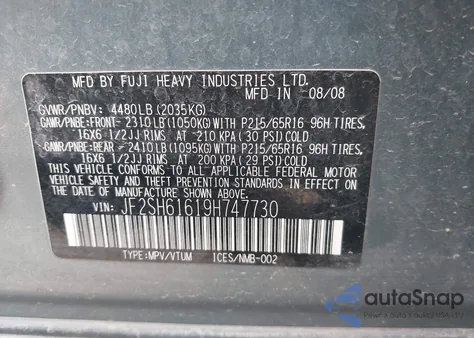 MFD BY FUJI HEAVY INDUSTRIES LTD.
MADE IN JAPAN 08/08
GVWR/PNBV: 4480LB (2035KG)
GAWR/PNBE:FRONT- 2310LB(1050KG) WITH P215/65R16 96H TIRES,
16X6 1/2JJ RIMS AT 210 KPA (30 PSI) COLD
GAWR/PNBE:REAR -2410LB(1095KG) WITH P215/65R16 96H TIRES,
16X6 1/2JJ RIMS AT 200 KPA (29 PSI) COLD
THIS VEHICLE CONFORMS TO ALL APPLICABLE FEDERAL MOTOR
VEHICLE SAFETY AND BUMPER STANDARDS IN EFFECT ON THE
DATE OF MANUFACTURE SHOWN ABOVE.
VIN: JF2SH61619H747730
TYPE:MPV/VTUM ICES/NMB-002
autoSnap